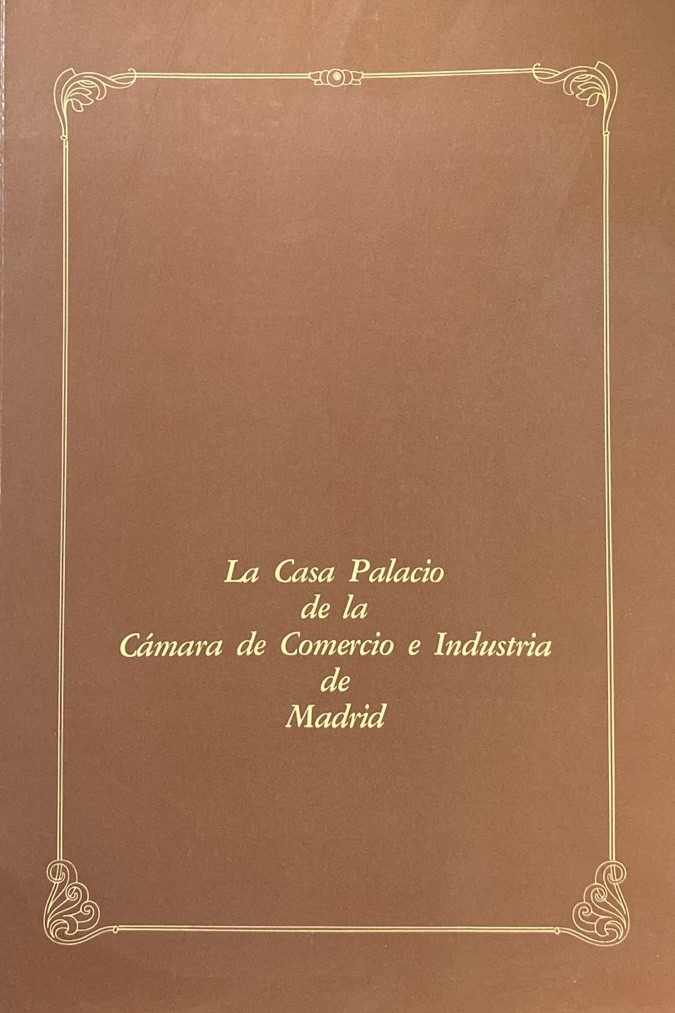 La Casa Palacio
de la
Cámara de Comercio e Industria
de
Madrid